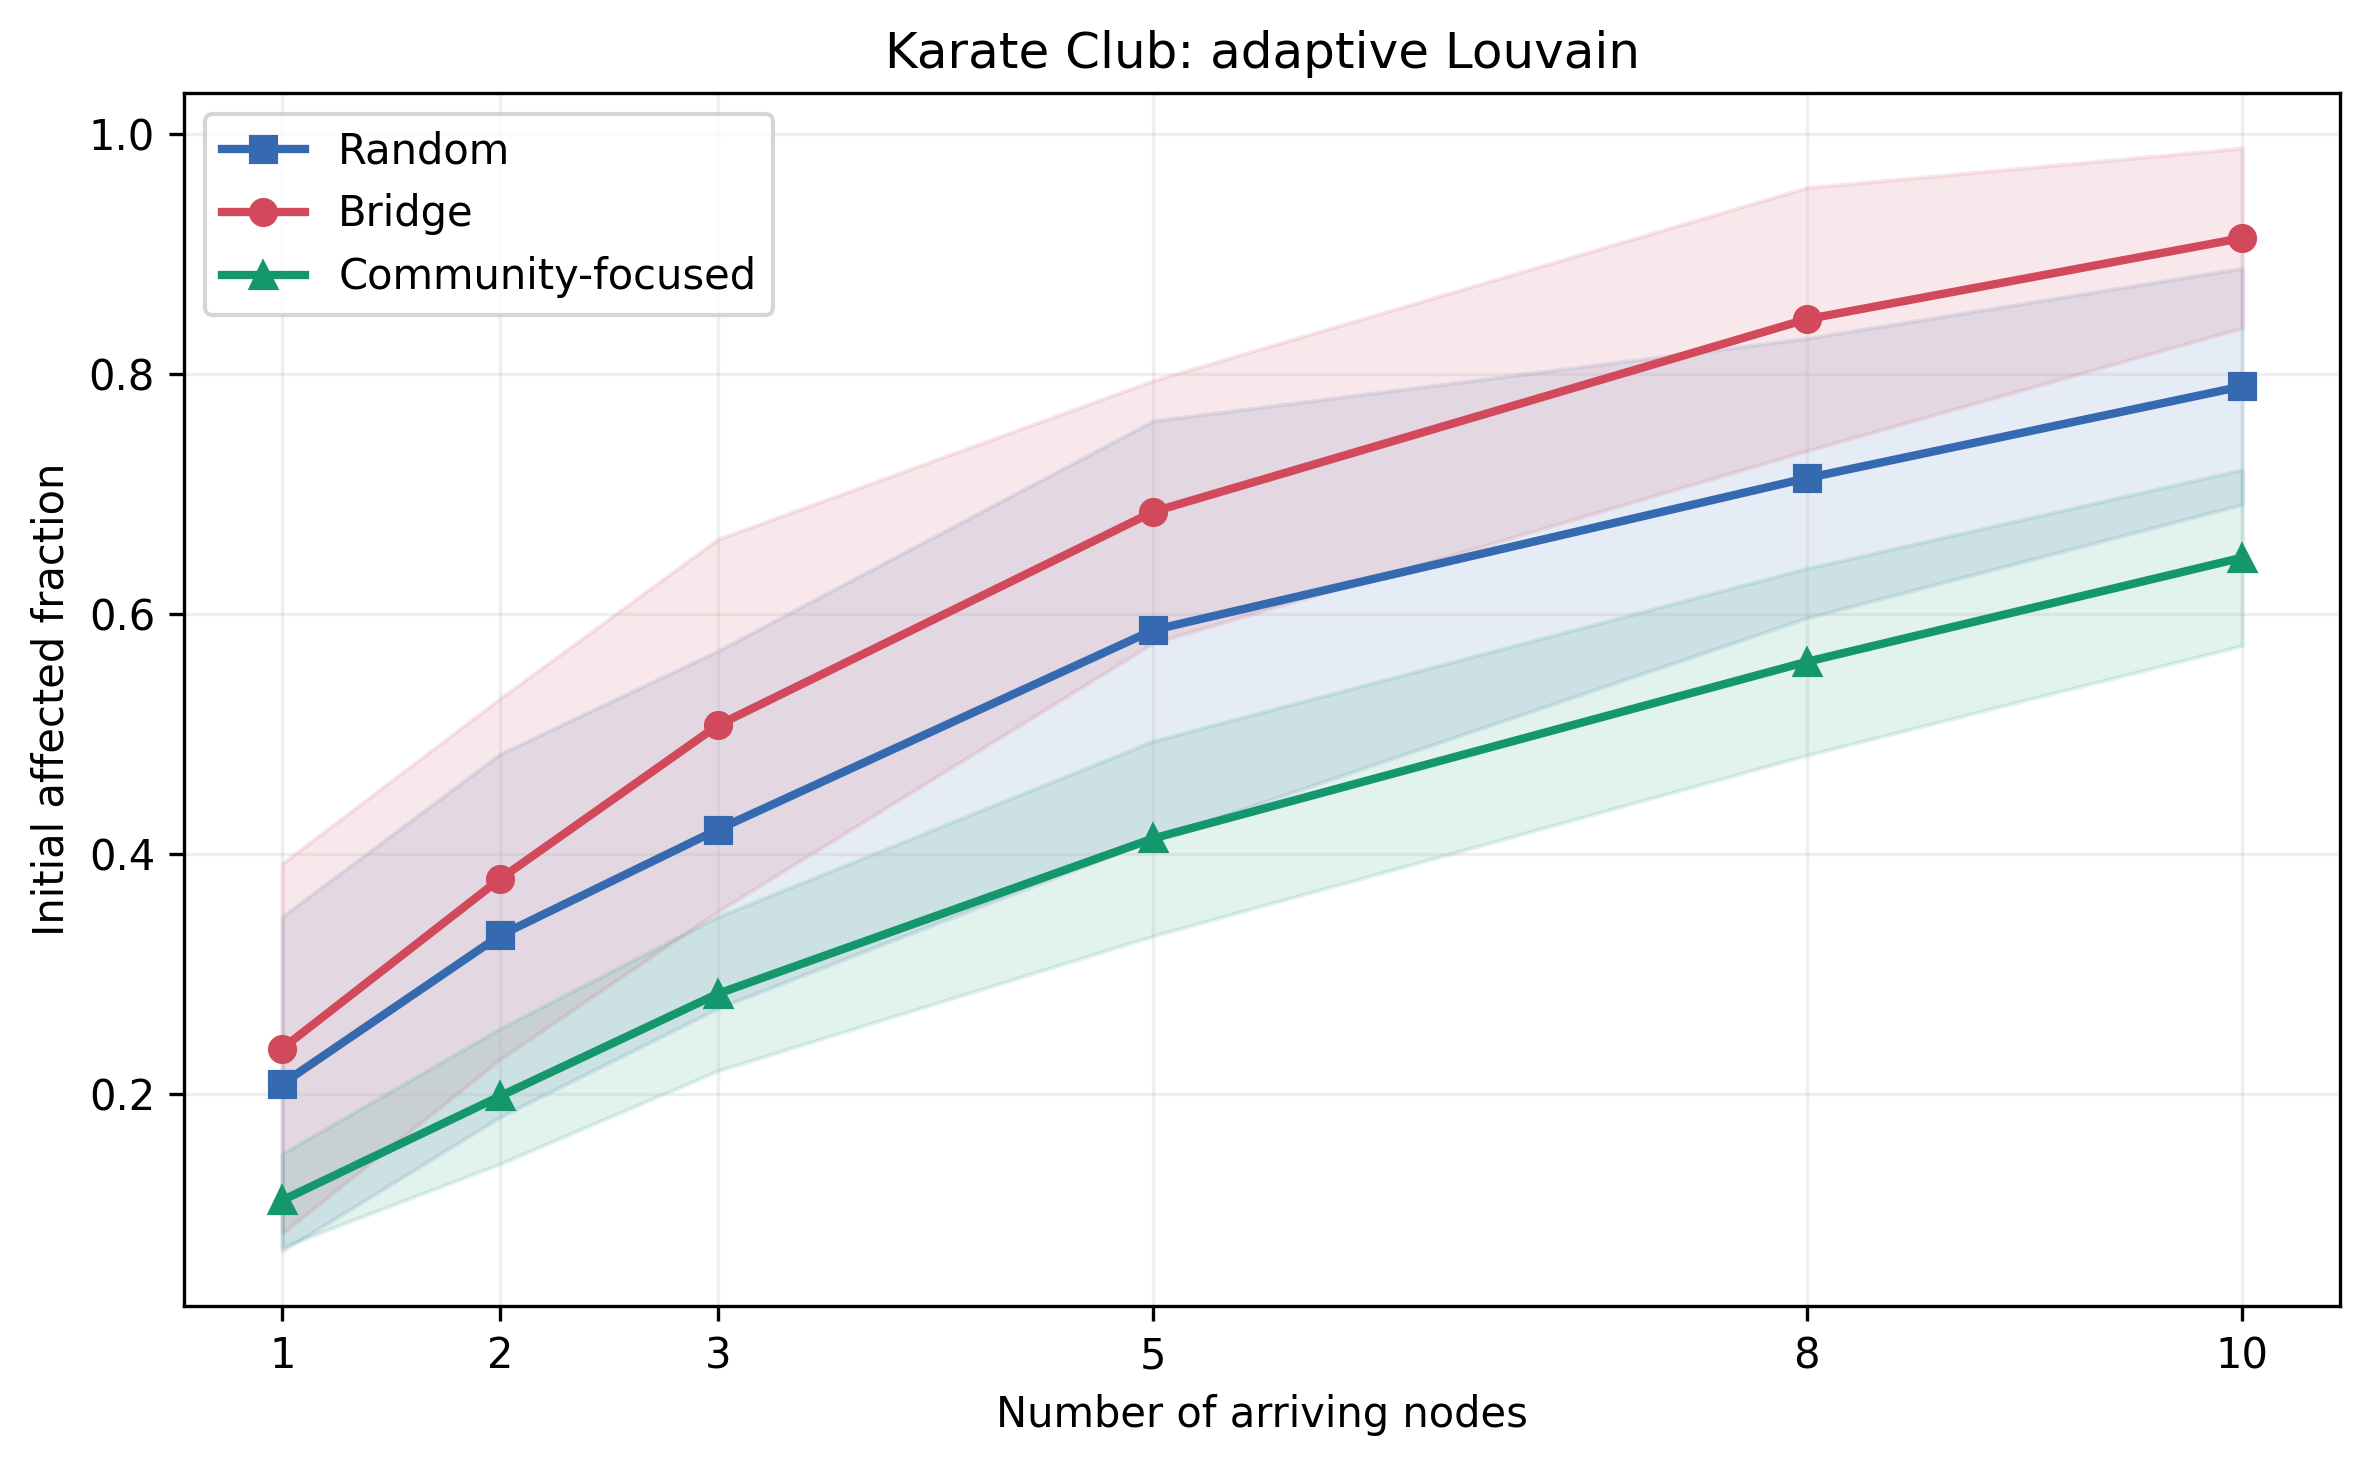 Karate Club: adaptive Louvain
Random
Bridge
Community-focused
Initial affected fraction
1.0
0.8
0.6
0.4
0.2
1 2 3 5 8 10
Number of arriving nodes